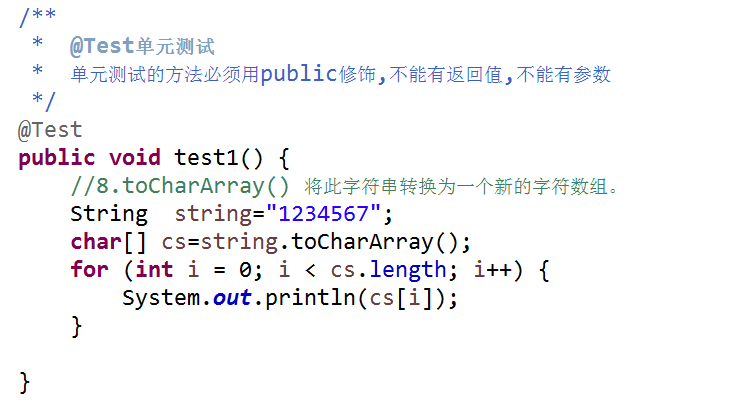 /**
 *  @Test单元测试
 *  单元测试的方法必须用public修饰,不能有返回值,不能有参数
 */
@Test
public void test1() {
    //8.toCharArray() 将此字符串转换为一个新的字符数组。
    String  string="1234567";
    char[] cs=string.toCharArray();
    for (int i = 0; i < cs.length; i++) {
        System.out.println(cs[i]);
    }
}